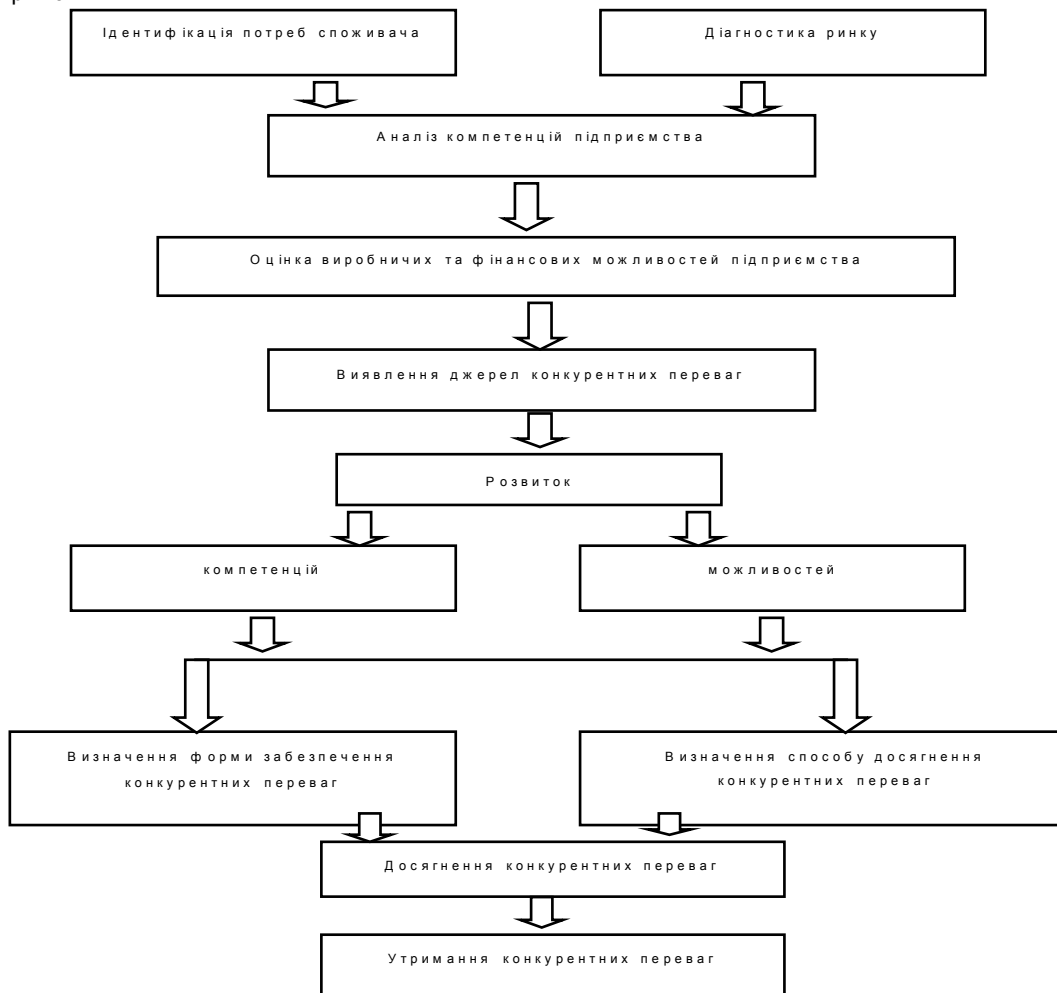 Ідентифікація потреб споживача
Діагностика ринку
Аналіз компетенцій підприємства
Оцінка виробничих та фінансових можливостей підприємства
Виявлення джерел конкурентних переваг
Розвиток
компетенцій
можливостей
Визначення форми забезпечення
конкурентних переваг
Визначення способу досягнення
конкурентних переваг
Досягнення конкурентних переваг
Утримання конкурентних переваг